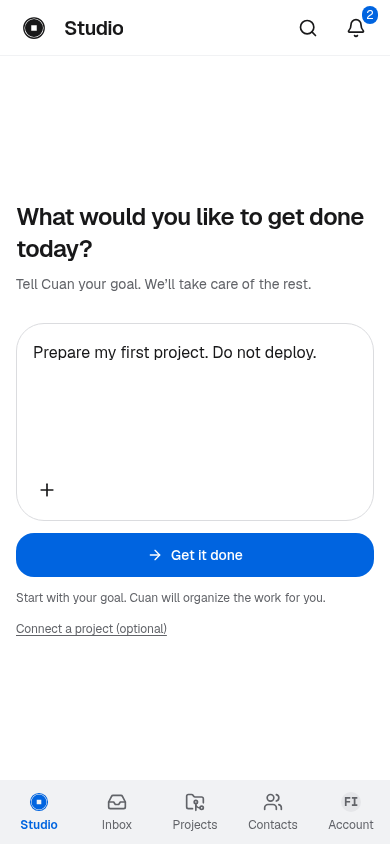 Studio
2
What would you like to get done
today?
Tell Cuan your goal. We’ll take care of the rest.
Prepare my first project. Do not deploy.
Get it done
Start with your goal. Cuan will organize the work for you.
Connect a project (optional)
FI
Studio
Inbox
Projects
Contacts
Account